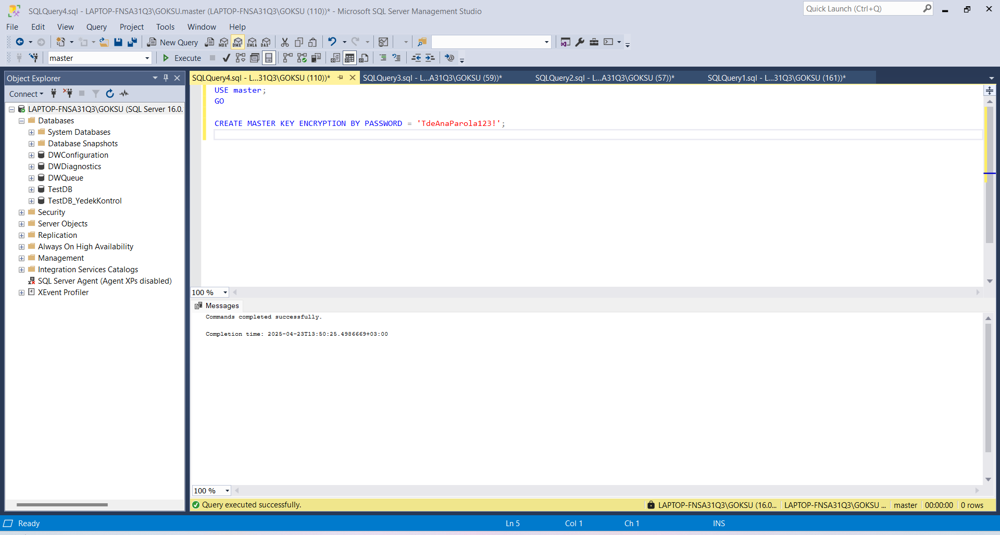 SQLQuery4.sql - LAPTOP-FNSA31Q3\GOKSU.master (LAPTOP-FNSA31Q3\GOKSU (110))* - Microsoft SQL Server Management Studio
Quick Launch (Ctrl+Q)
File Edit View Query Project Tools Window Help
New Query MDX DMX XMLA DAX
master Execute
Object Explorer
Connect
LAPTOP-FNSA31Q3\GOKSU (SQL Server 16.0.
Databases
System Databases
Database Snapshots
DWConfiguration
DWDiagnostics
DWQueue
TestDB
TestDB_YedekKontrol
Security
Server Objects
Replication
Always On High Availability
Management
Integration Services Catalogs
SQL Server Agent (Agent XPs disabled)
XEvent Profiler
SQLQuery4.sql - L...31Q3\GOKSU (110))* SQLQuery3.sql - L...A31Q3\GOKSU (59))* SQLQuery2.sql - L...A31Q3\GOKSU (57))* SQLQuery1.sql - L...31Q3\GOKSU (161))*
USE master;
GO
CREATE MASTER KEY ENCRYPTION BY PASSWORD = 'TdeAnaParola123!';
100 %
Messages
Commands completed successfully.
Completion time: 2025-04-23T13:50:25.4986669+03:00
100 %
Query executed successfully. LAPTOP-FNSA31Q3\GOKSU (16.0... LAPTOP-FNSA31Q3\GOKSU ... master 00:00:00 0 rows
Ready Ln 5 Col 1 Ch 1 INS